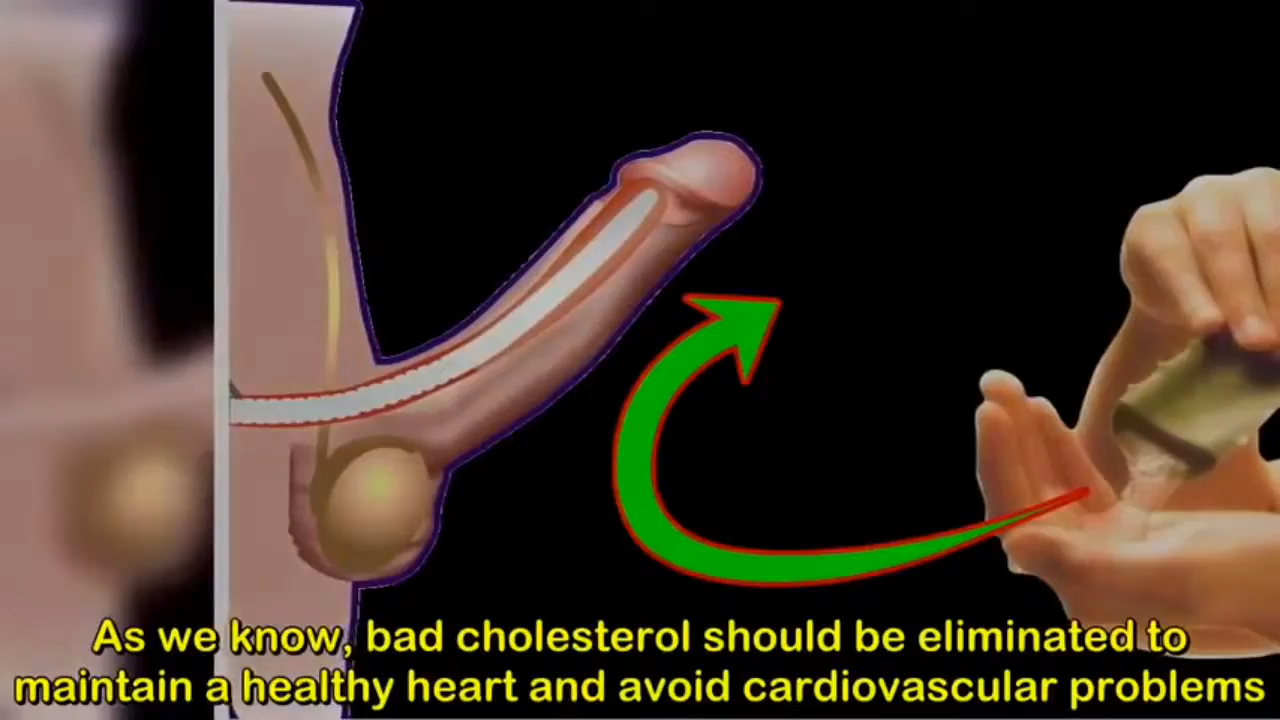 As we know, bad cholesterol should be eliminated to
maintain a healthy heart and avoid cardiovascular problems